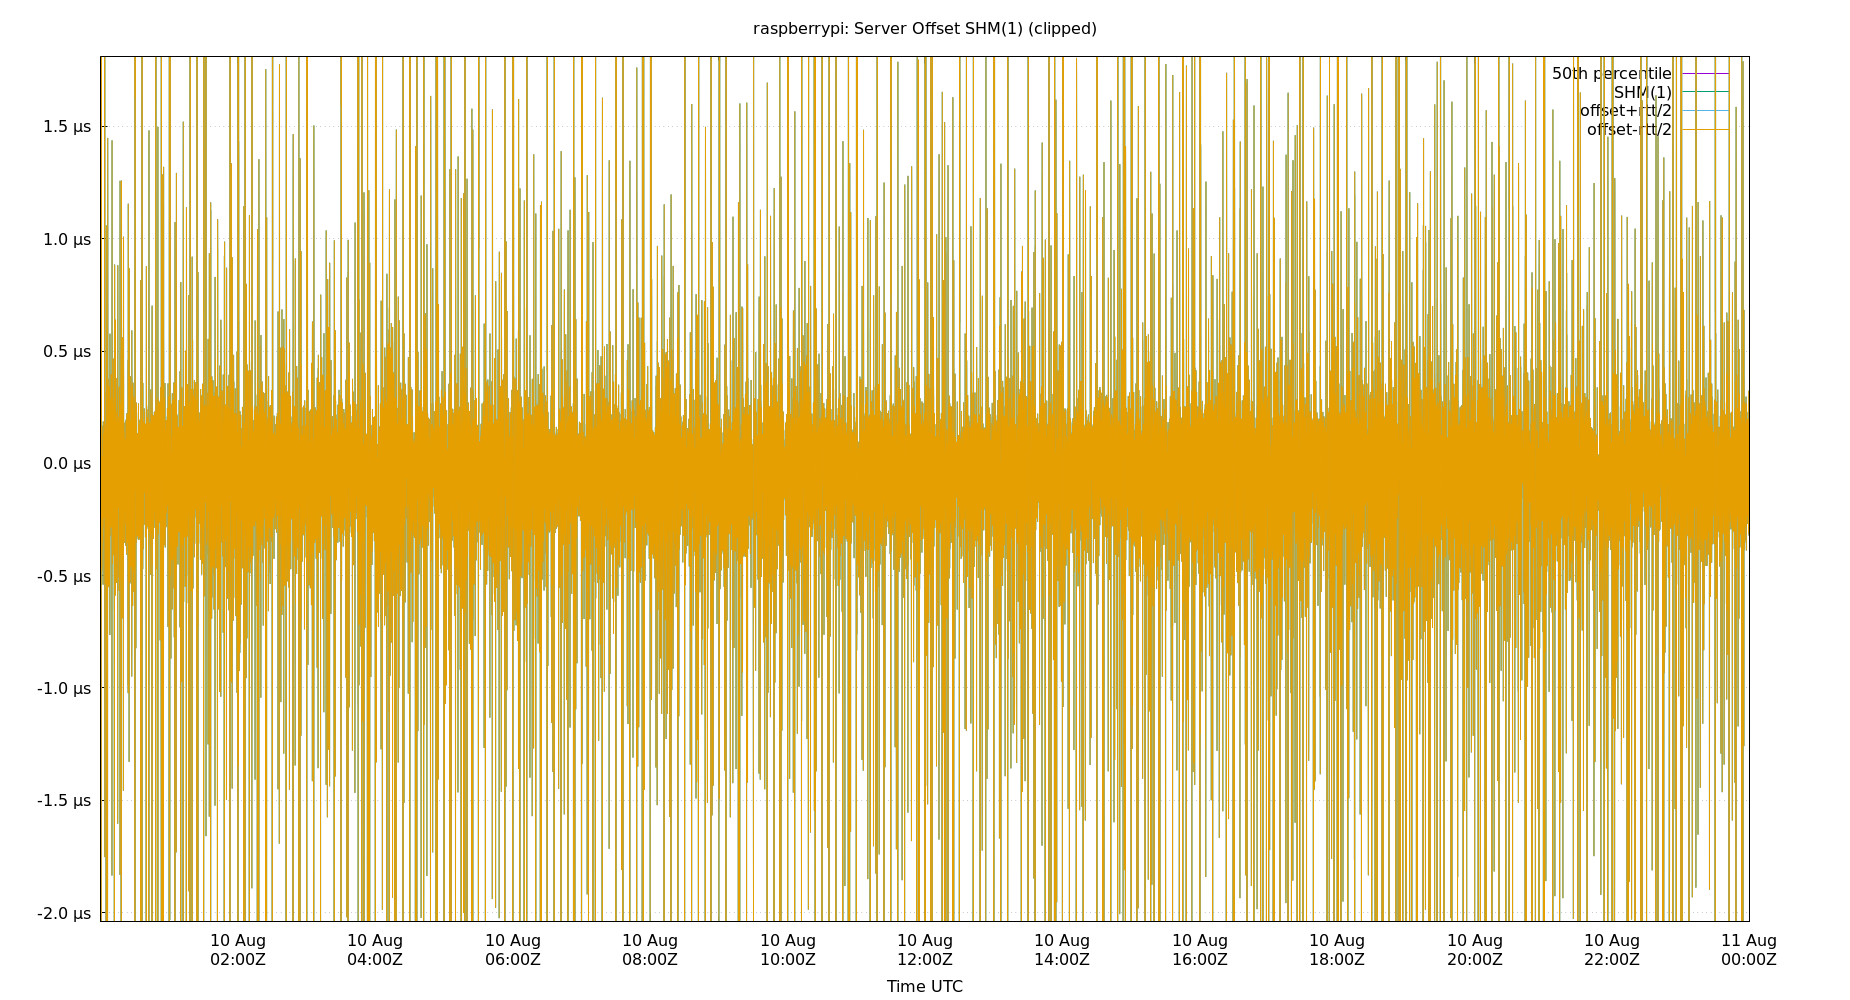 raspberrypi: Server Offset SHM(1) (clipped)
50th percentile
SHM(1)
offset+rtt/2
offset-rtt/2
1.5 µs
1.0 µs
0.5 µs
0.0 µs
-0.5 µs
-1.0 µs
-1.5 µs
-2.0 µs
10 Aug 10 Aug 10 Aug 10 Aug 10 Aug 10 Aug 10 Aug 10 Aug 10 Aug 10 Aug 10 Aug 11 Aug
02:00Z 04:00Z 06:00Z 08:00Z 10:00Z 12:00Z 14:00Z 16:00Z 18:00Z 20:00Z 22:00Z 00:00Z
Time UTC